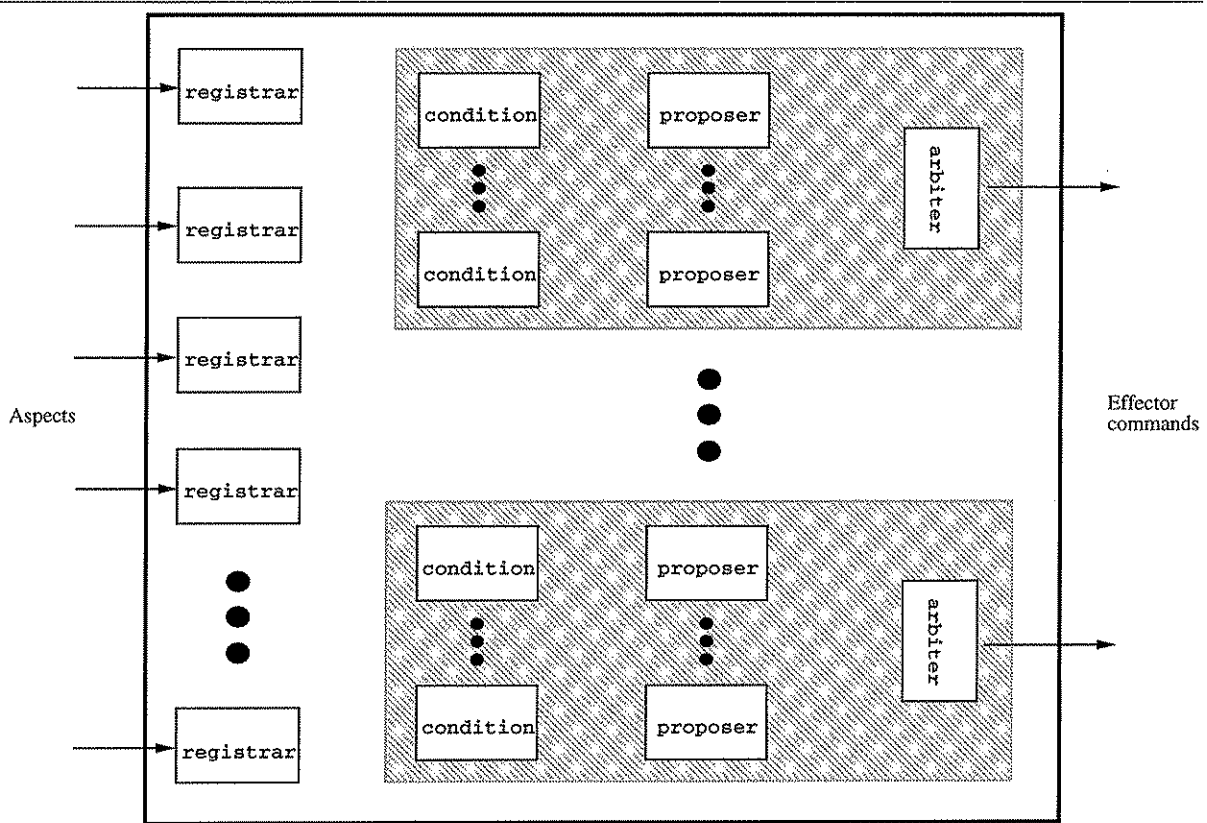 registrar
condition
proposer
arbiter
registrar
condition
proposer
registrar
Aspects
Effector
commands
registrar
condition
proposer
arbiter
condition
proposer
registrar